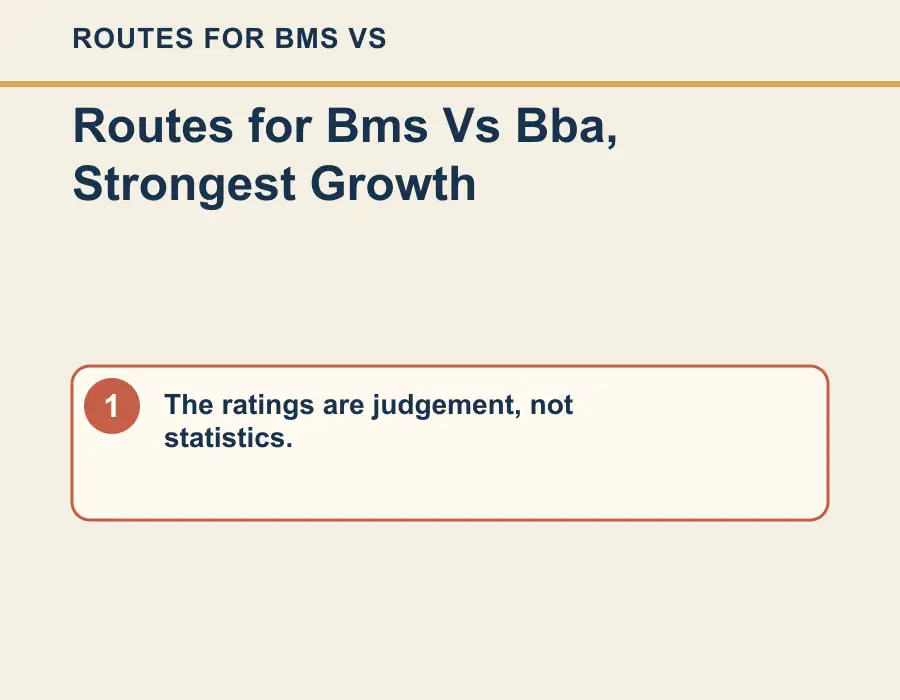 ROUTES FOR BMS VS
Routes for Bms Vs Bba,
Strongest Growth
1
The ratings are judgement, not
statistics.